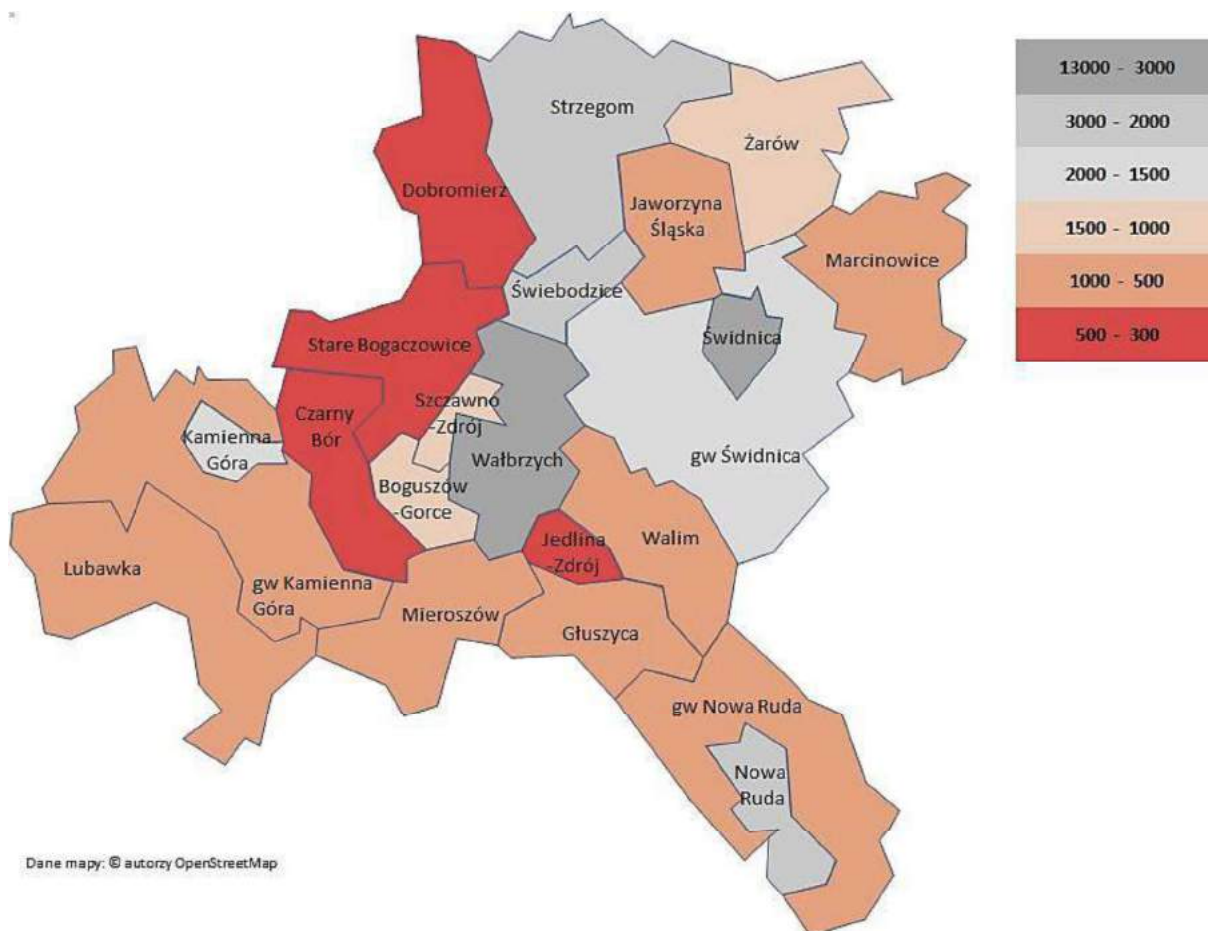 13000 - 3000
3000 - 2000
2000 - 1500
1500 - 1000
1000 - 500
500 - 300
Strzegom
Żarów
Dobromierz
Jaworzyna
Śląska
Marcinowice
Świebodzice
Świdnica
Stare Bogaczowice
Szczawno
-Zdrój
Czarny
Bór
Kamienna
Góra
Wałbrzych
gw Świdnica
Boguszów
-Gorce
Jedlina
-Zdrój
Walim
Lubawka
gw Kamienna
Góra
Mieroszów
Głuszyca
gw Nowa Ruda
Nowa
Ruda
Dane mapy: © autorzy OpenStreetMap